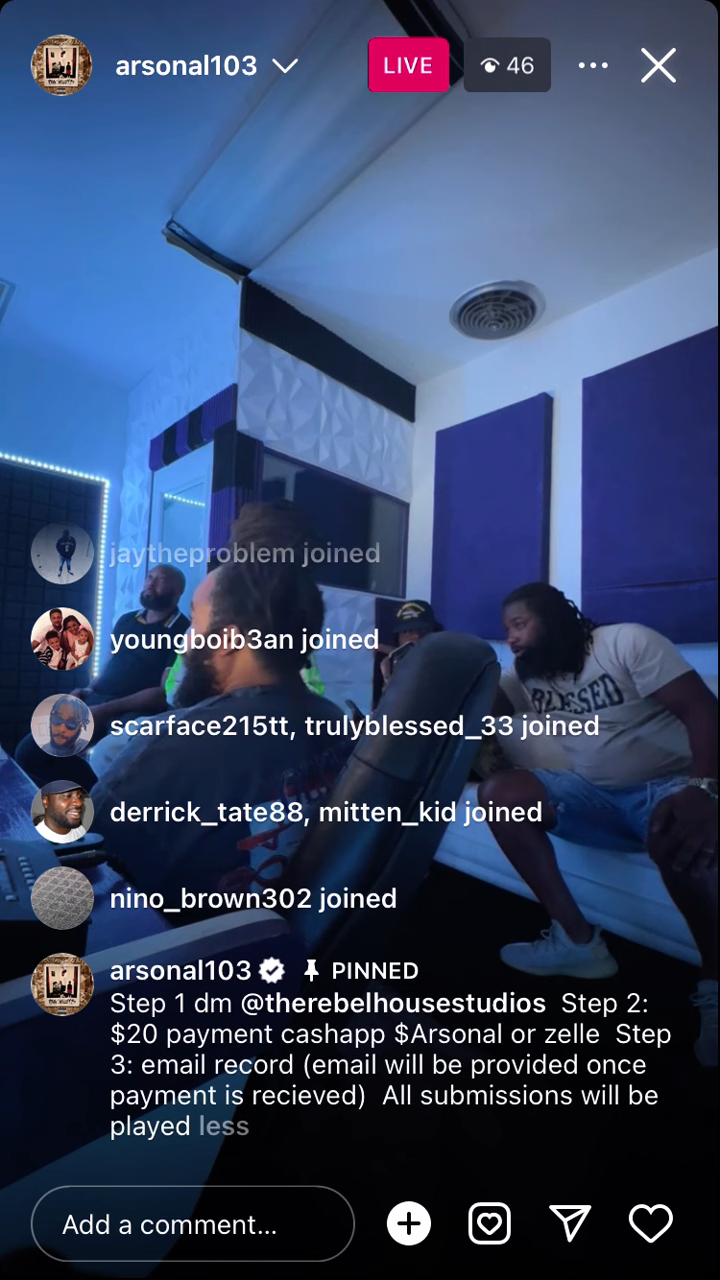 arsonal103
LIVE
46
jaytheproblem joined
youngboib3an joined
BLESSED
scarface215tt, trulyblessed_33 joined
derrick_tate88, mitten_kid joined
nino_brown302 joined
arsonal103 PINNED
Step 1 dm @therebelhousestudios  Step 2:
$20 payment cashapp $Arsonal or zelle  Step
3: email record (email will be provided once
payment is recieved)  All submissions will be
played less
Add a comment...